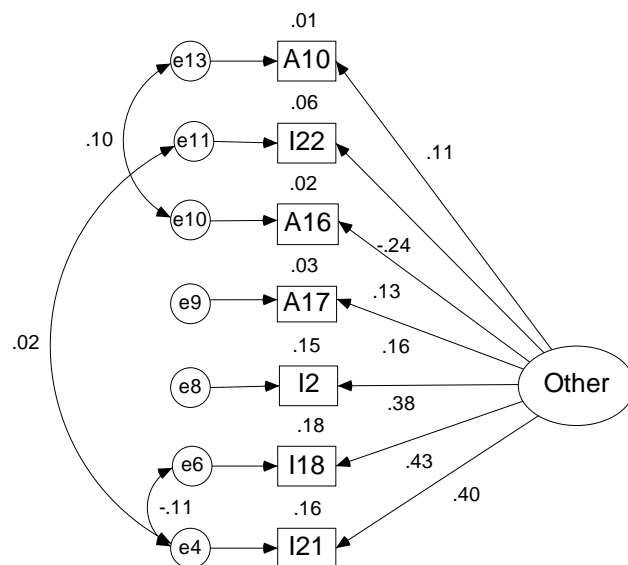 .01
e13
A10
.06
.10
e11
I22
.11
.02
e10
A16
-.24
.03
e9
A17
.13
.02
.15
.16
e8
I2
Other
.18
.38
e6
I18
.43
-.11
.16
.40
e4
I21